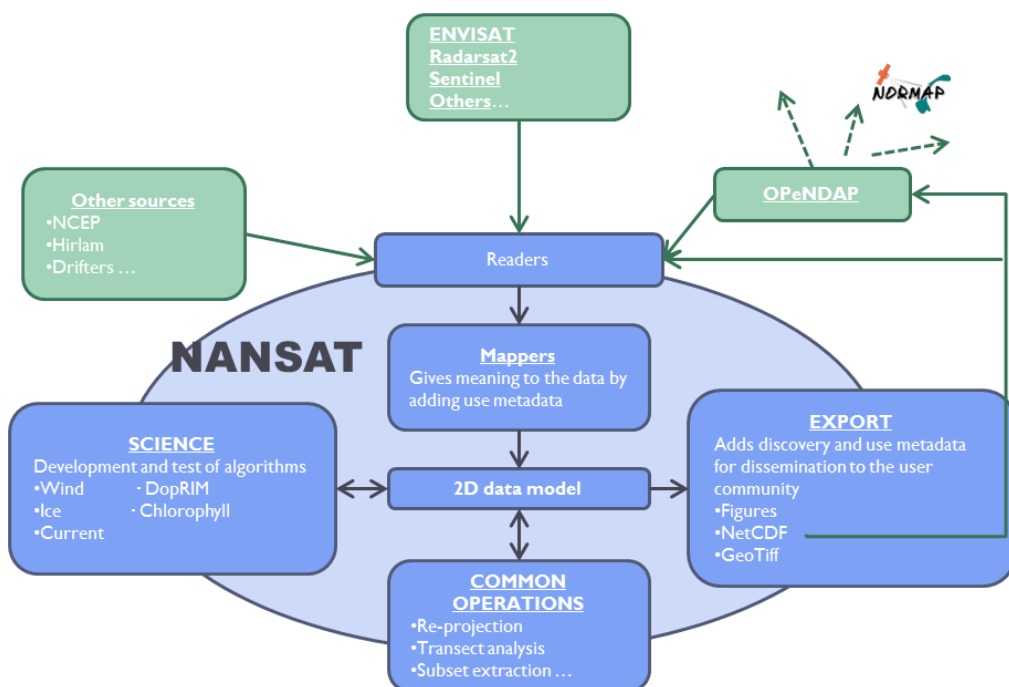 ENVISAT
Radarsat2
Sentinel
Others…
NORMAP
Other sources
•NCEP
•Hirlam
•Drifters …
OPeNDAP
Readers
NANSAT
Mappers
Gives meaning to the data by
adding use metadata
SCIENCE
Development and test of algorithms
•Wind · DopRIM
•Ice · Chlorophyll
•Current
2D data model
EXPORT
Adds discovery and use metadata
for dissemination to the user
community
•Figures
•NetCDF
•GeoTiff
COMMON
OPERATIONS
•Re-projection
•Transect analysis
•Subset extraction …